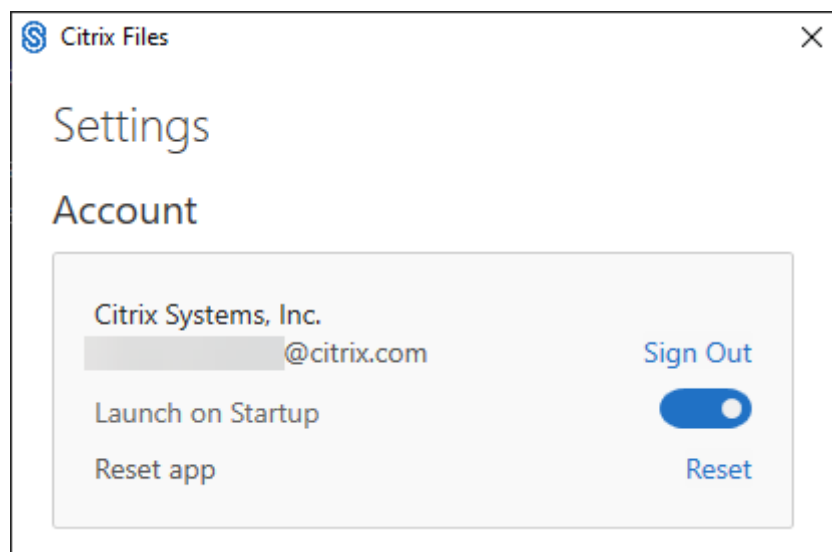 Citrix Files
Settings
Account
Citrix Systems, Inc.
@citrix.com
Sign Out
Launch on Startup
Reset app
Reset